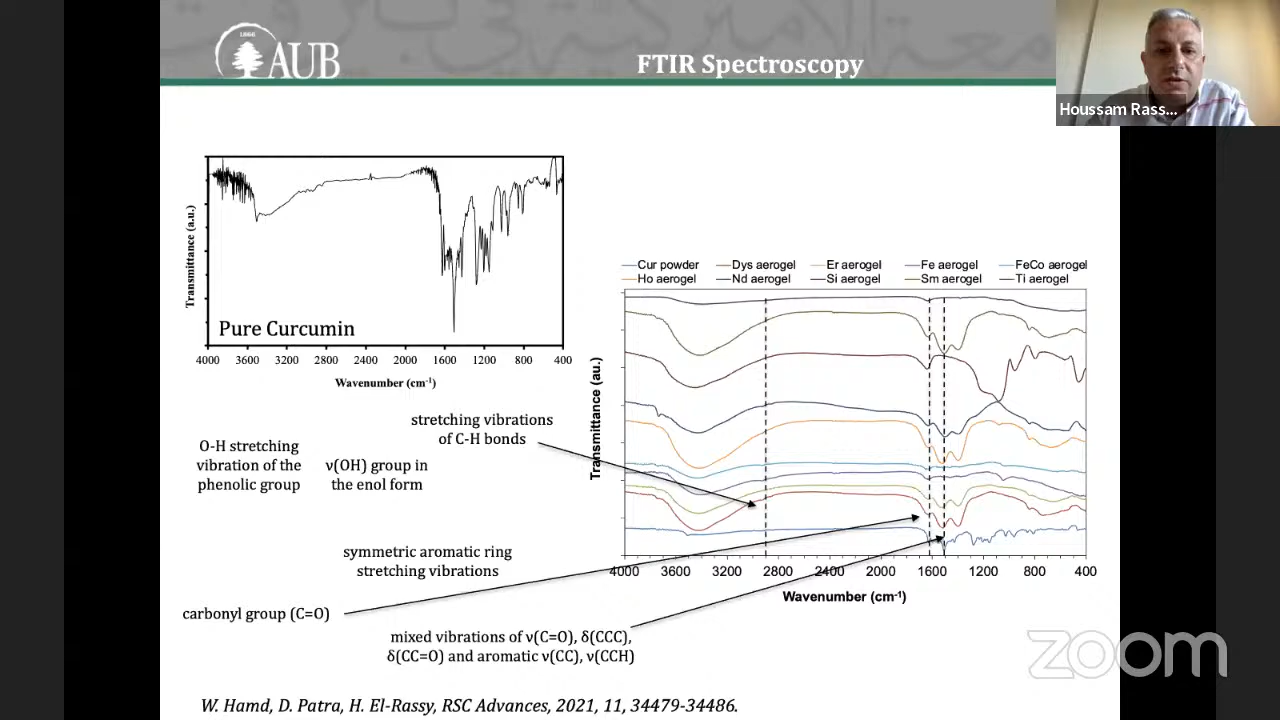 1866
AUB
FTIR Spectroscopy
Houssam Rass...
Transmittance (a.u.)
Pure Curcumin
4000 3600 3200 2800 2400 2000 1600 1200 800 400
Wavenumber (cm-1)
Cur powder Dys aerogel Er aerogel Fe aerogel FeCo aerogel
Ho aerogel Nd aerogel Si aerogel Sm aerogel Ti aerogel
Transmittance (au.)
4000 3600 3200 2800 2400 2000 1600 1200 800 400
Wavenumber (cm-1)
stretching vibrations
of C-H bonds
O-H stretching
vibration of the
phenolic group
ν(OH) group in
the enol form
symmetric aromatic ring
stretching vibrations
carbonyl group (C=O)
mixed vibrations of ν(C=O), δ(CCC),
δ(CC=O) and aromatic ν(CC), ν(CCH)
zoom
W. Hamd, D. Patra, H. El-Rassy, RSC Advances, 2021, 11, 34479-34486.